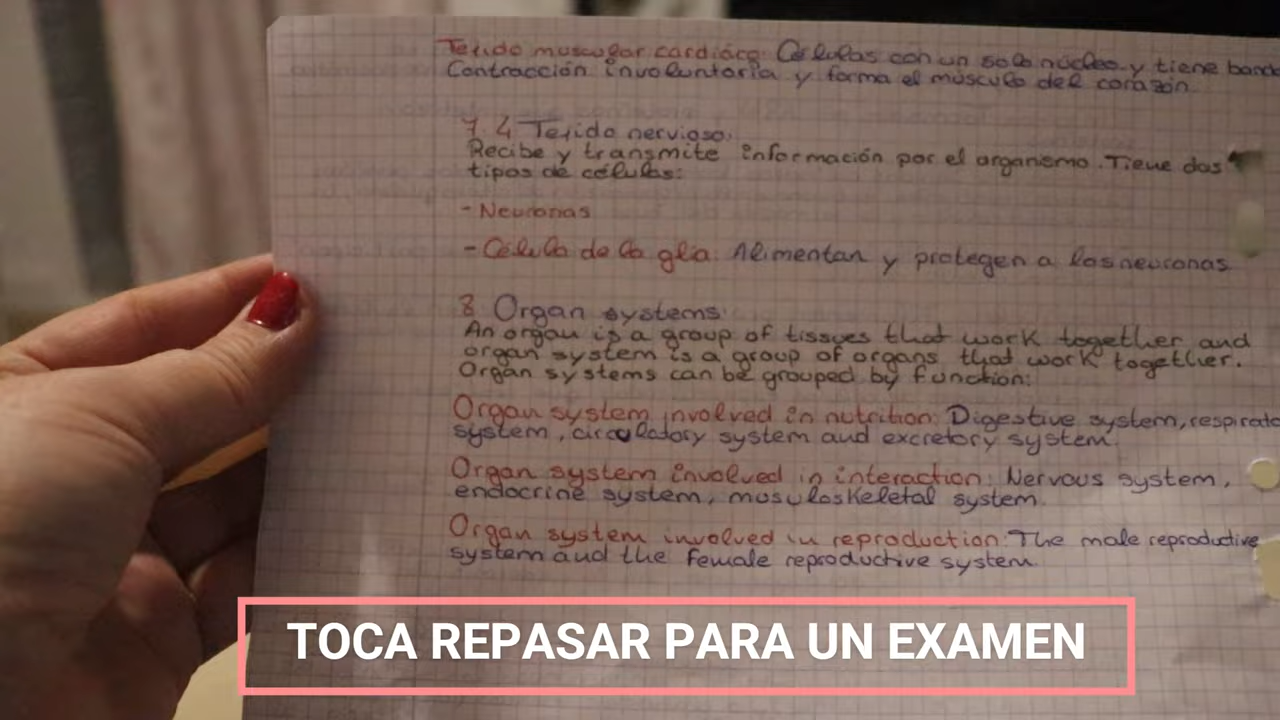 Tejido muscular cardiáco: Células con un solo núcleo y tiene
Contracción involuntaria y forma el músculo del corazón.
7.4 Tejido nervioso:
Recibe y transmite información por el organismo. Tiene dos
tipos de células:
- Neuronas
- Célula de la glia: Alimentan y protegen a las neuronas
8 Organ systems:
An organ is a group of tissues that work together and
organ system is a group of organs that work together.
Organ systems can be grouped by function:
Organ system involved in nutrition: Digestive system,
system, circulatory system and excretory system.
Organ system involved in interaction: Nervous system,
endocrine system, musculoskeletal system.
Organ system involved in reproduction: The male reproductive
system and the female reproductive system.
TOCA REPASAR PARA UN EXAMEN